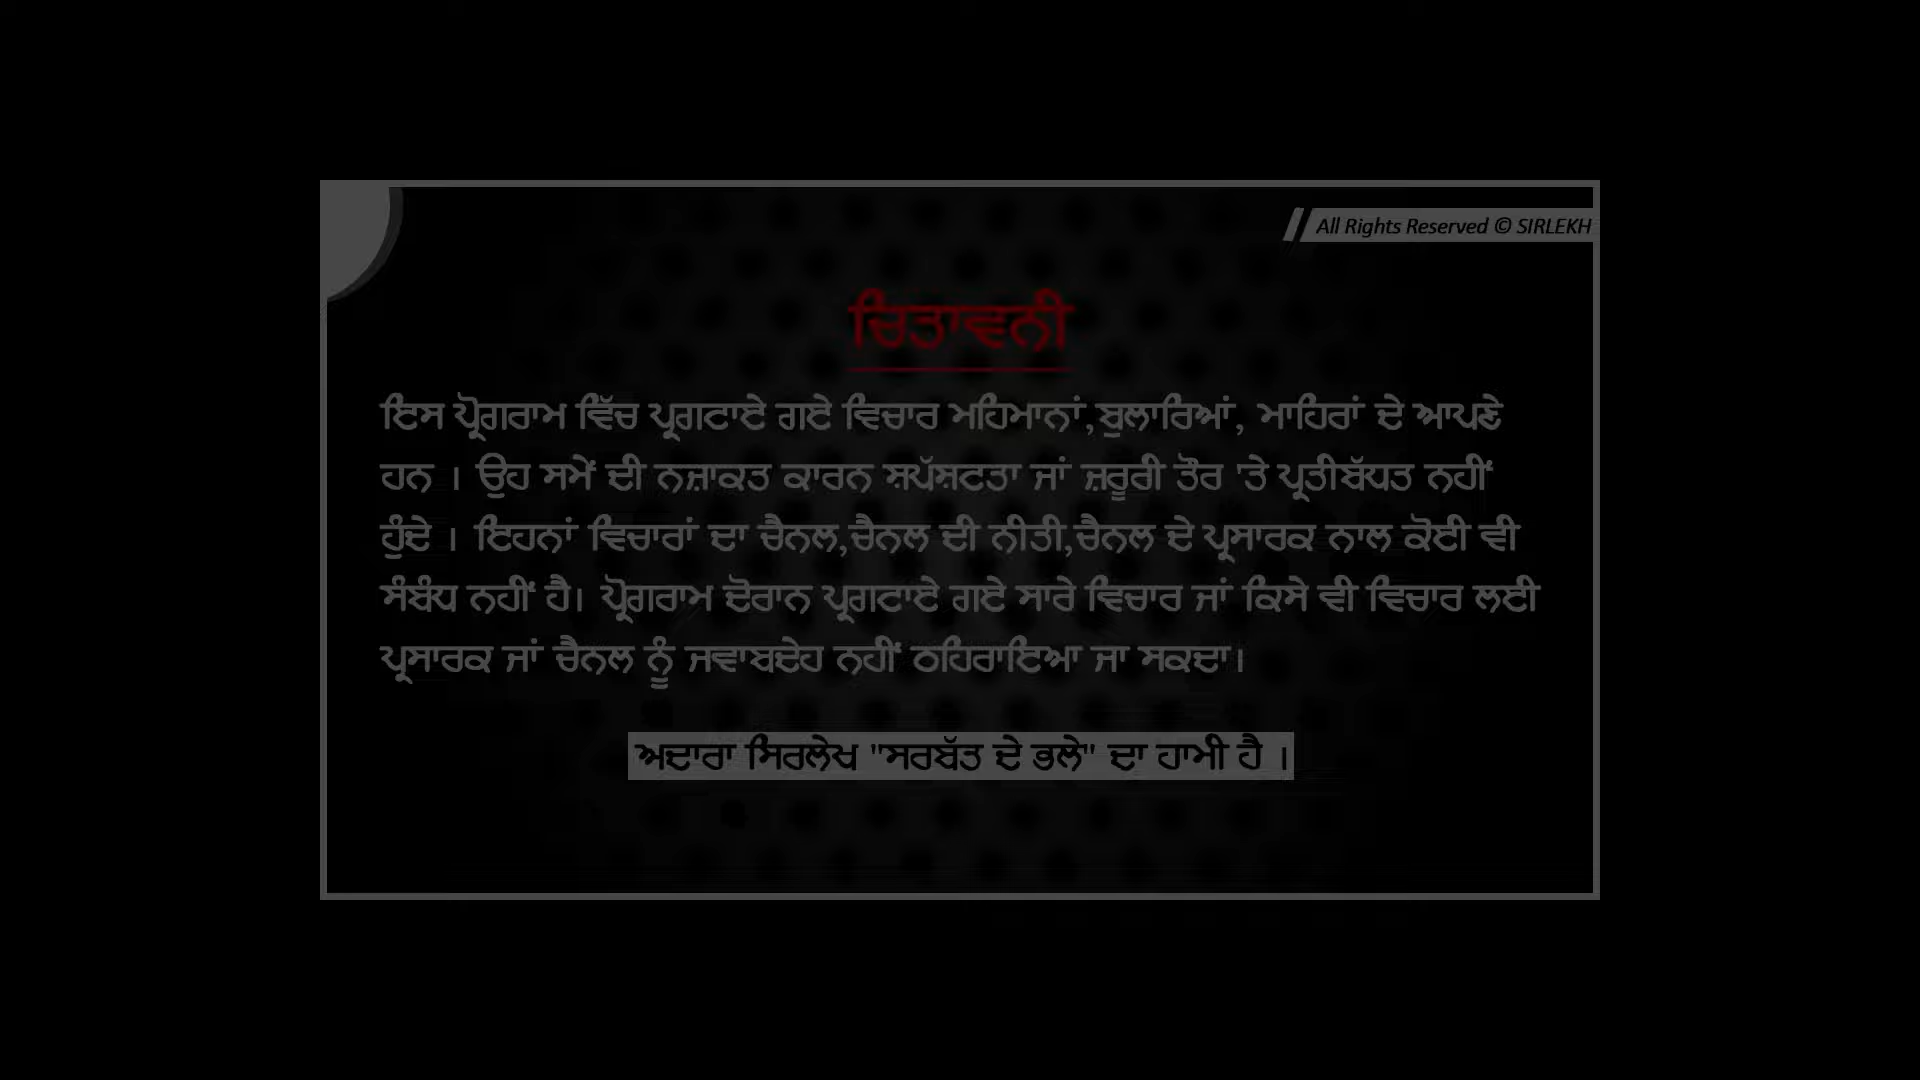 All Rights Reserved © SIRLEKH
ਚਿਤਾਵਨੀ
ਇਸ ਪ੍ਰੋਗਰਾਮ ਵਿੱਚ ਪ੍ਰਗਟਾਏ ਗਏ ਵਿਚਾਰ ਮਹਿਮਾਨਾਂ,ਬੁਲਾਰਿਆਂ, ਮਾਹਿਰਾਂ ਦੇ ਆਪਣੇ
ਹਨ । ਉਹ ਸਮੇਂ ਦੀ ਨਜ਼ਾਕਤ ਕਾਰਨ ਸ਼ਪੱਸ਼ਟਤਾ ਜਾਂ ਜ਼ਰੂਰੀ ਤੌਰ 'ਤੇ ਪ੍ਰਤੀਬੱਧਤ ਨਹੀਂ
ਹੁੰਦੇ । ਇਹਨਾਂ ਵਿਚਾਰਾਂ ਦਾ ਚੈਨਲ,ਚੈਨਲ ਦੀ ਨੀਤੀ,ਚੈਨਲ ਦੇ ਪ੍ਰਸਾਰਕ ਨਾਲ ਕੋਈ ਵੀ
ਸੰਬੰਧ ਨਹੀਂ ਹੈ। ਪ੍ਰੋਗਰਾਮ ਦੋਰਾਨ ਪ੍ਰਗਟਾਏ ਗਏ ਸਾਰੇ ਵਿਚਾਰ ਜਾਂ ਕਿਸੇ ਵੀ ਵਿਚਾਰ ਲਈ
ਪ੍ਰਸਾਰਕ ਜਾਂ ਚੈਨਲ ਨੂੰ ਜਵਾਬਦੇਹ ਨਹੀਂ ਠਹਿਰਾਇਆ ਜਾ ਸਕਦਾ।
ਅਦਾਰਾ ਸਿਰਲੇਖ "ਸਰਬੱਤ ਦੇ ਭਲੇ" ਦਾ ਹਾਮੀ ਹੈ ।